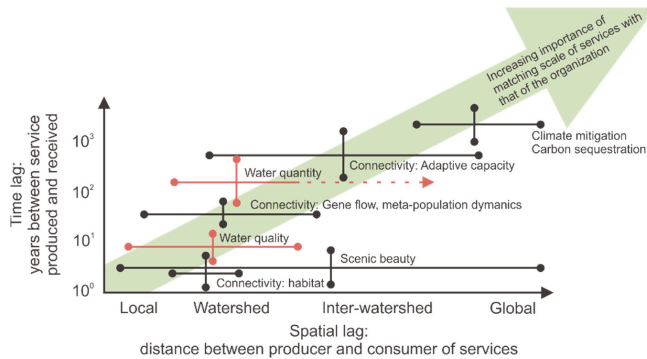 Increasing importance of
matching scale of services with
that of the organization
Time lag:
years between service
produced and received
10³
10²
10¹
10⁰
Climate mitigation
Carbon sequestration
Connectivity: Adaptive capacity
Water quantity
Connectivity: Gene flow, meta-population dymanics
Water quality
Scenic beauty
Connectivity: habitat
Local
Watershed
Inter-watershed
Global
Spatial lag:
distance between producer and consumer of services